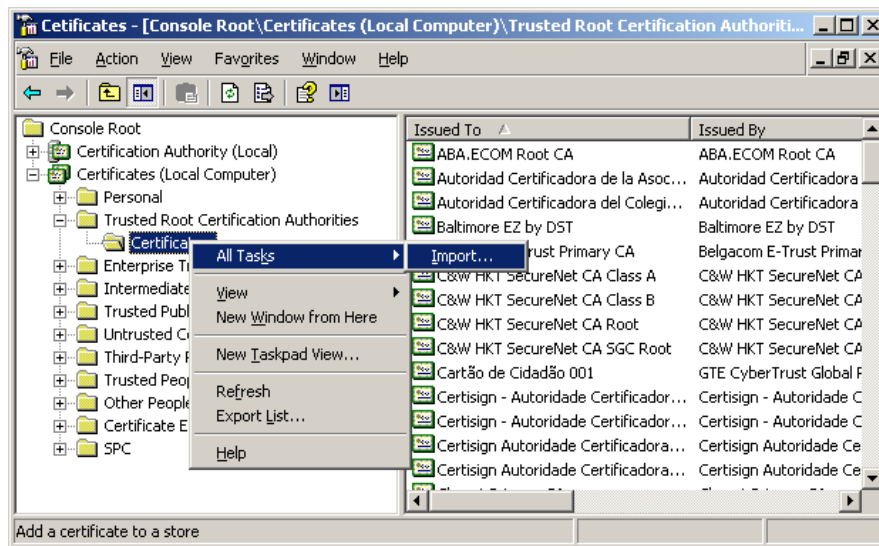 Cetificates - [Console Root\Certificates (Local Computer)\Trusted Root Certification Authoriti...
File Action View Favorites Window Help
Console Root
Certification Authority (Local)
Certificates (Local Computer)
Personal
Trusted Root Certification Authorities
Enterprise
Intermediate
Trusted
Untrusted
Third-Party
Trusted
Other People
Certificate
SPC
All Tasks
View
New Window from Here
New Taskpad View...
Refresh
Export List...
Help
Import...
Issued To Issued By
ABA.ECOM Root CA ABA.ECOM Root CA
Autoridad Certificadora de la Asoc... Autoridad Certificadora
Autoridad Certificadora del Colegi... Autoridad Certificadora
Baltimore EZ by DST Baltimore EZ by DST
Primary CA Belgacom E-Trust
C&W HKT SecureNet CA Class A C&W HKT SecureNet CA
C&W HKT SecureNet CA Class B C&W HKT SecureNet CA
C&W HKT SecureNet CA Root C&W HKT SecureNet CA
C&W HKT SecureNet CA SGC Root C&W HKT SecureNet CA
Cartão de Cidadão 001 GTE CyberTrust Global
Certisign - Autoridade Certificador... Certisign - Autoridade
Certisign - Autoridade Certificador... Certisign - Autoridade
Certisign Autoridade Certificadora... Certisign Autoridade Ce
Certisign Autoridade Certificadora... Certisign Autoridade Ce
Add a certificate to a store